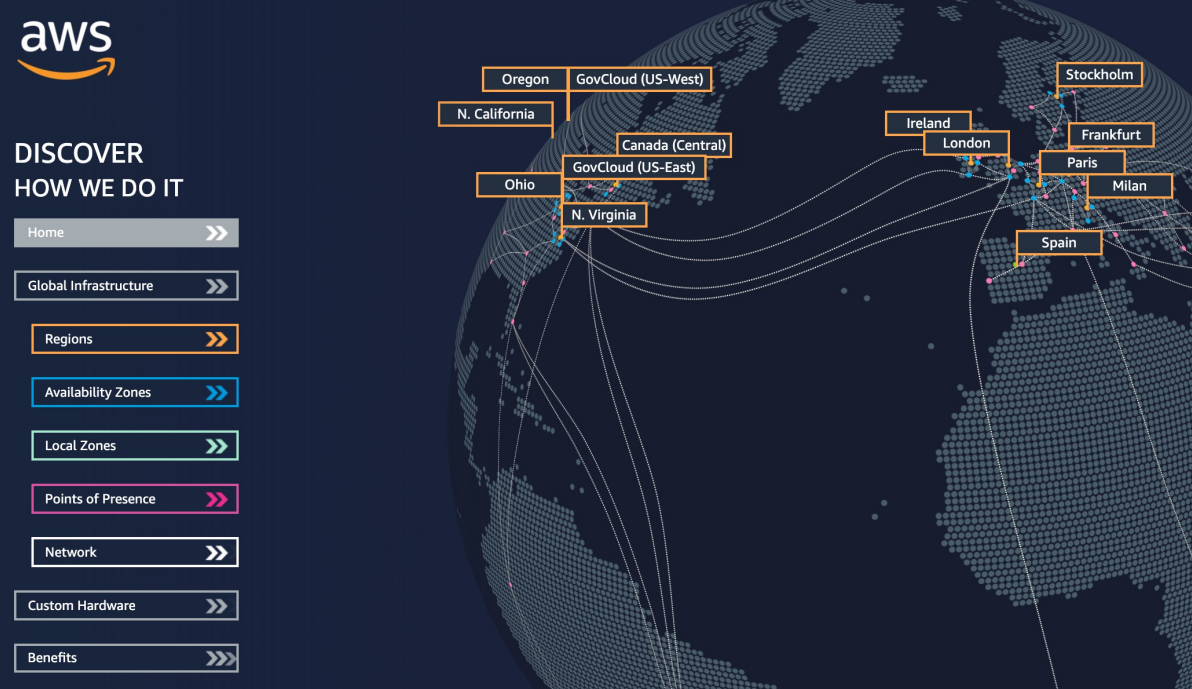 aws
DISCOVER
HOW WE DO IT
Home
Global Infrastructure
Regions
Availability Zones
Local Zones
Points of Presence
Network
Custom Hardware
Benefits
Oregon
GovCloud (US-West)
N. California
Canada (Central)
GovCloud (US-East)
Ohio
N. Virginia
Stockholm
Ireland
London
Frankfurt
Paris
Milan
Spain